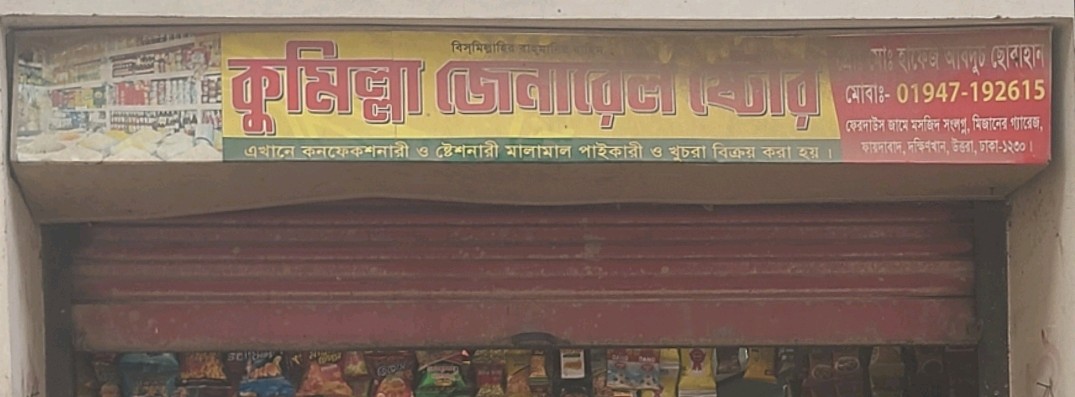 বিসমিল্লাহির রাহমানির রাহিম
কুমিল্লা জেনারেল ষ্টোর
এখানে কনফেকশনারী ও ষ্টেশনারী মালামাল পাইকারী ও খুচরা বিক্রয় করা হয় ।
মোঃ হাফেজ আবদুছ ছোবাহান
মোবাঃ- 01947-192615
ফেরদাউস জামে মসজিদ সংলগ্ন, মিজানের গ্যারেজ,
ফায়দাবাদ, দক্ষিণখান, উত্তরা, ঢাকা-১২৩০ ।